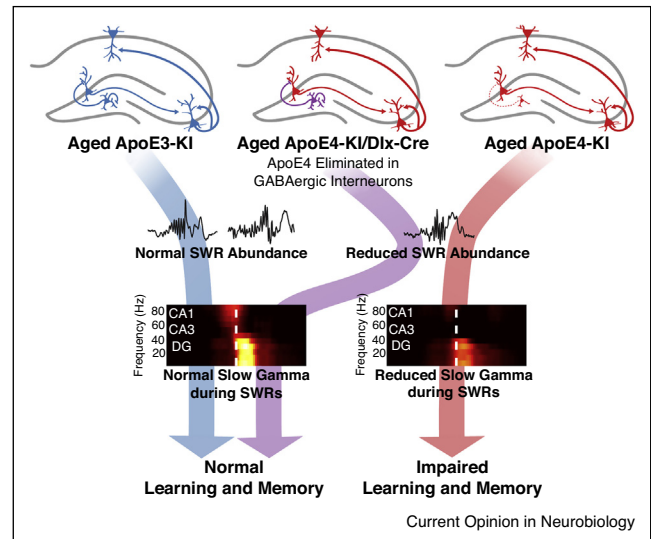 Aged ApoE3-KI
Aged ApoE4-KI/Dlx-Cre
Aged ApoE4-KI
ApoE4 Eliminated in
GABAergic Interneurons
Normal SWR Abundance
Reduced SWR Abundance
Frequency (Hz)
80
60
40
20
CA1
CA3
DG
Frequency (Hz)
80
60
40
20
CA1
CA3
DG
Normal Slow Gamma
during SWRs
Reduced Slow Gamma
during SWRs
Normal
Learning and Memory
Impaired
Learning and Memory
Current Opinion in Neurobiology